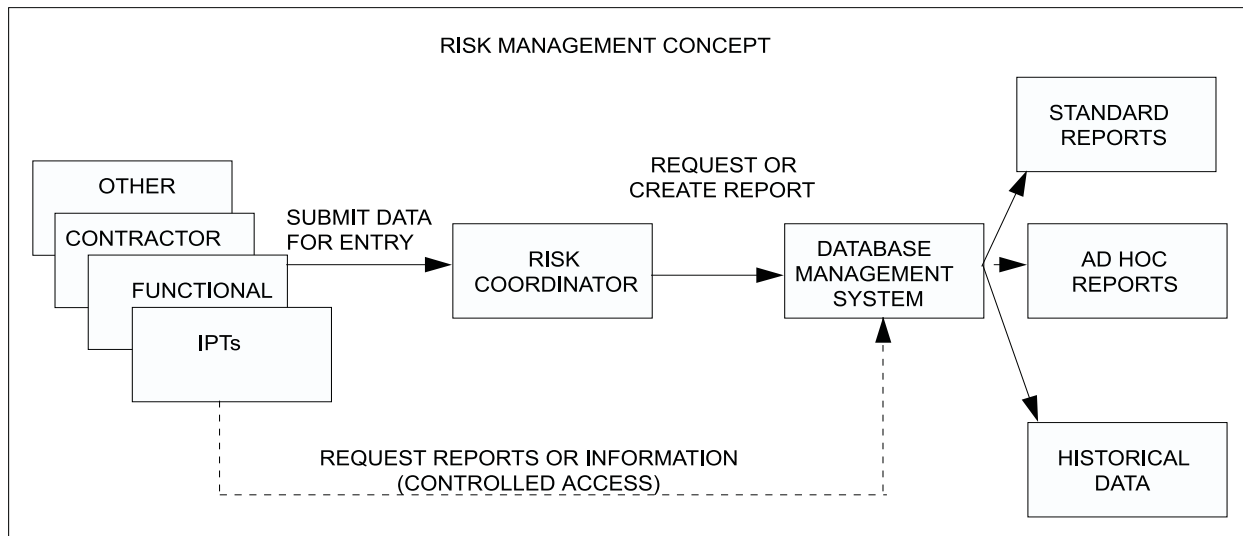 RISK MANAGEMENT CONCEPT
OTHER
CONTRACTOR
FUNCTIONAL
IPTs
SUBMIT DATA
FOR ENTRY
RISK
COORDINATOR
REQUEST OR
CREATE REPORT
DATABASE
MANAGEMENT
SYSTEM
STANDARD
REPORTS
AD HOC
REPORTS
HISTORICAL
DATA
REQUEST REPORTS OR INFORMATION
(CONTROLLED ACCESS)